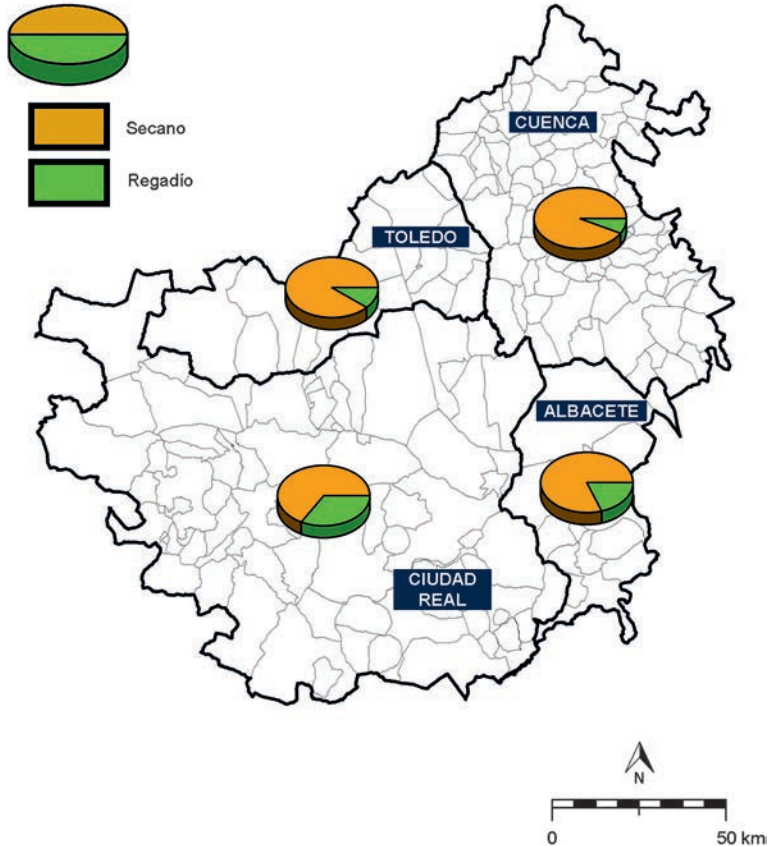 Secano
Regadío
CUENCA
TOLEDO
ALBACETE
CIUDAD
REAL
N
0 50 km